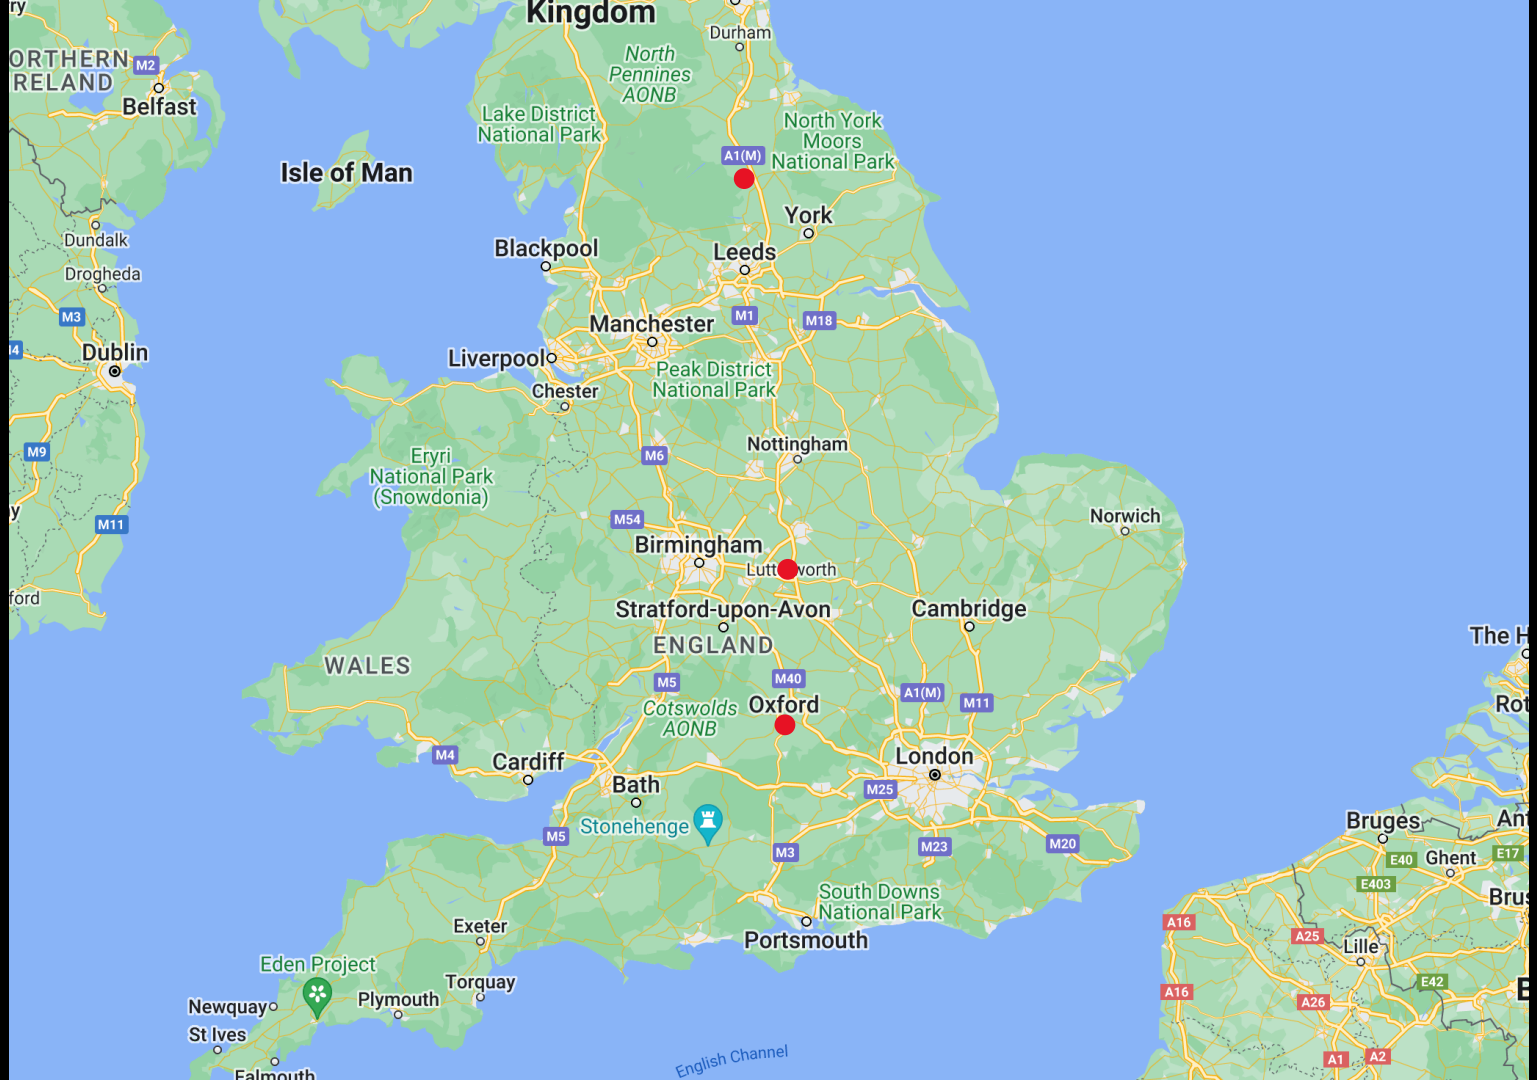 Kingdom
Durham
North
Pennines
AONB
ORTHERN
RELAND
M2
Belfast
Lake District
National Park
North York
Moors
National Park
A1(M)
Isle of Man
York
Dundalk
Blackpool
Leeds
Drogheda
M3
M1
M18
Manchester
Dublin
Liverpool
Peak District
National Park
Chester
Nottingham
M9
M6
Eryri
National Park
(Snowdonia)
M11
M54
Norwich
Birmingham
ford
Stratford-upon-Avon
Cambridge
ENGLAND
The H
WALES
M5
M40
A1(M)
M11
Cotswolds
AONB
Oxford
Rot
M4
Cardiff
London
Bath
M25
Stonehenge
M5
M3
M23
M20
Bruges
Ant
E40
Ghent
E17
E403
South Downs
National Park
Brus
Exeter
A16
Portsmouth
A25
Lille
Eden Project
Torquay
E42
Newquay
Plymouth
A16
A26
St Ives
English Channel
A1
A2
Falmouth